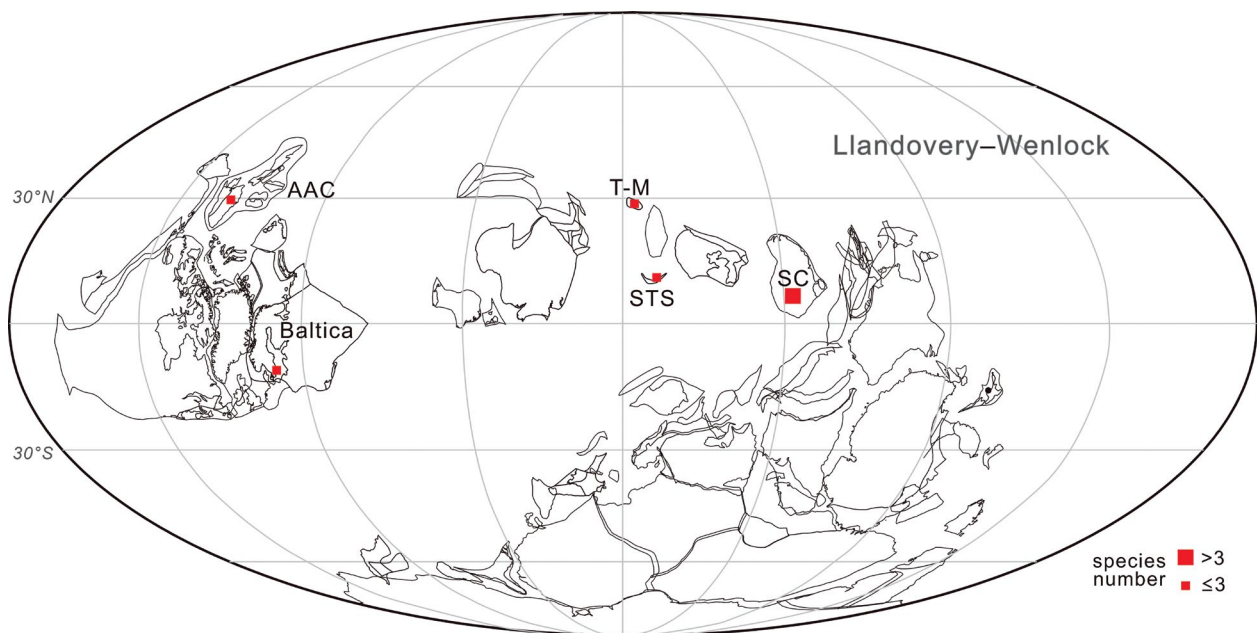 Llandovery–Wenlock
AAC
30°N
T-M
SC
STS
Baltica
30°S
species number
>3
≤3